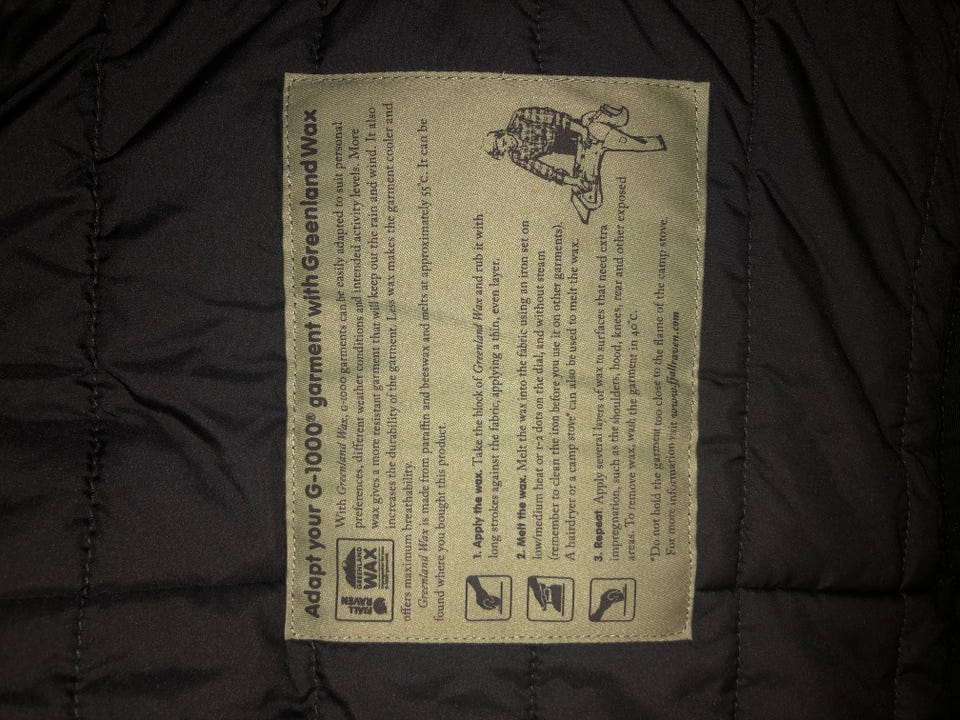 Adapt your G-1000® garment with Greenland Wax
FJÄLL
RÄVEN
GREENLAND
WAX
With Greenland Wax, G-1000 garments can be easily adapted to suit personal
preferences, different weather conditions and intended activity levels. More
wax gives a more resistant garment that will keep out the rain and wind. It also
increases the durability of the garment. Less wax makes the garment cooler and
offers maximum breathability.
Greenland Wax is made from paraffin and beeswax and melts at approximately 55°C. It can be
found where you bought this product.
1. Apply the wax. Take the block of Greenland Wax and rub it with
long strokes against the fabric, applying a thin, even layer.
2. Melt the wax. Melt the wax into the fabric using an iron set on
low/medium heat or 1-2 dots on the dial, and without steam
(remember to clean the iron before you use it on other garments).
A hairdryer or a camp stove* can also be used to melt the wax.
3. Repeat. Apply several layers of wax to surfaces that need extra
impregnation, such as the shoulders, hood, knees, rear and other exposed
areas. To remove wax, wash the garment in 40°C.
*Do not hold the garment too close to the flame of the camp stove.
For more information visit www.fjallraven.com